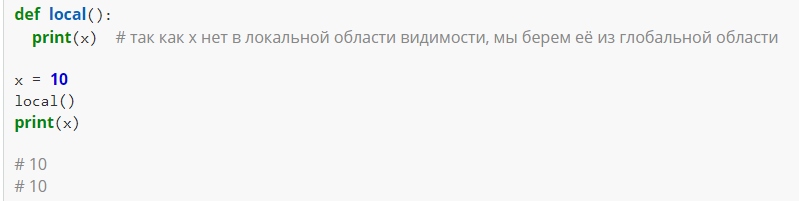 def local():
  print(x)  # так как x нет в локальной области видимости, мы берем её из глобальной области
x = 10
local()
print(x)
# 10
# 10